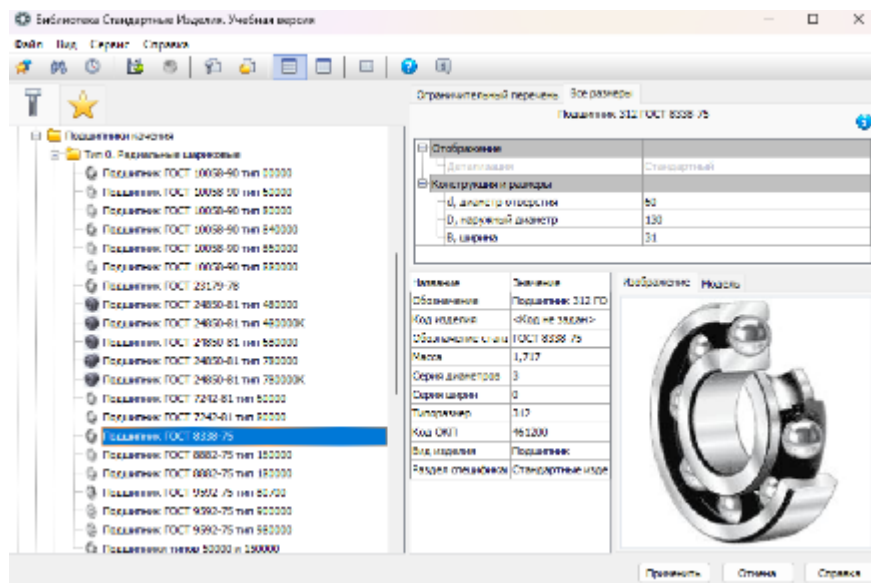 Библиотека Стандартные Изделия. Учебная версия
Файл Вид Сервис Справка
Ограничительный перечень Все размеры
Подшипник 312 ГОСТ 8338-75
Подшипники качения
Тип 0. Радиальные шариковые
Подшипник ГОСТ 10058-90 тип
Подшипник ГОСТ 10058-90 тип
Подшипник ГОСТ 10058-90 тип
Подшипник ГОСТ 10058-90 тип 840000
Подшипник ГОСТ 10058-90 тип
Подшипник ГОСТ 10058-90 тип
Подшипник ГОСТ 23179-78
Подшипник ГОСТ 24850-81 тип 480000
Подшипник ГОСТ 24850-81 тип 480000К
Подшипник ГОСТ 24850-81 тип
Подшипник ГОСТ 24850-81 тип 780000
Подшипник ГОСТ 24850-81 тип 780000К
Подшипник ГОСТ 7242-81 тип 60000
Подшипник ГОСТ 7242-81 тип 80000
Подшипник ГОСТ 8338-75
Подшипник ГОСТ 8882-75 тип 160000
Подшипник ГОСТ 8882-75 тип 180000
Подшипник ГОСТ 9592-75 тип
Подшипник ГОСТ 9592-75 тип 900000
Подшипник ГОСТ 9592-75 тип 980000
Подшипники типов 50000 и 150000
Отображение
Детализация Стандартный
Конструкция и размеры
d, диаметр отверстия 60
D, наружный диаметр 130
B, ширина 31
Название Значение
Обозначение Подшипник 312 ГО
Код изделия <Код не задан>
Обозначение стан ГОСТ 8338-75
Масса 1,717
Серия диаметров 3
Серия ширин 0
Типоразмер 312
Код ОКП 461200
Вид изделия Подшипник
Раздел спецификац Стандартные изде
Изображение Модель
Применить Отмена Справка